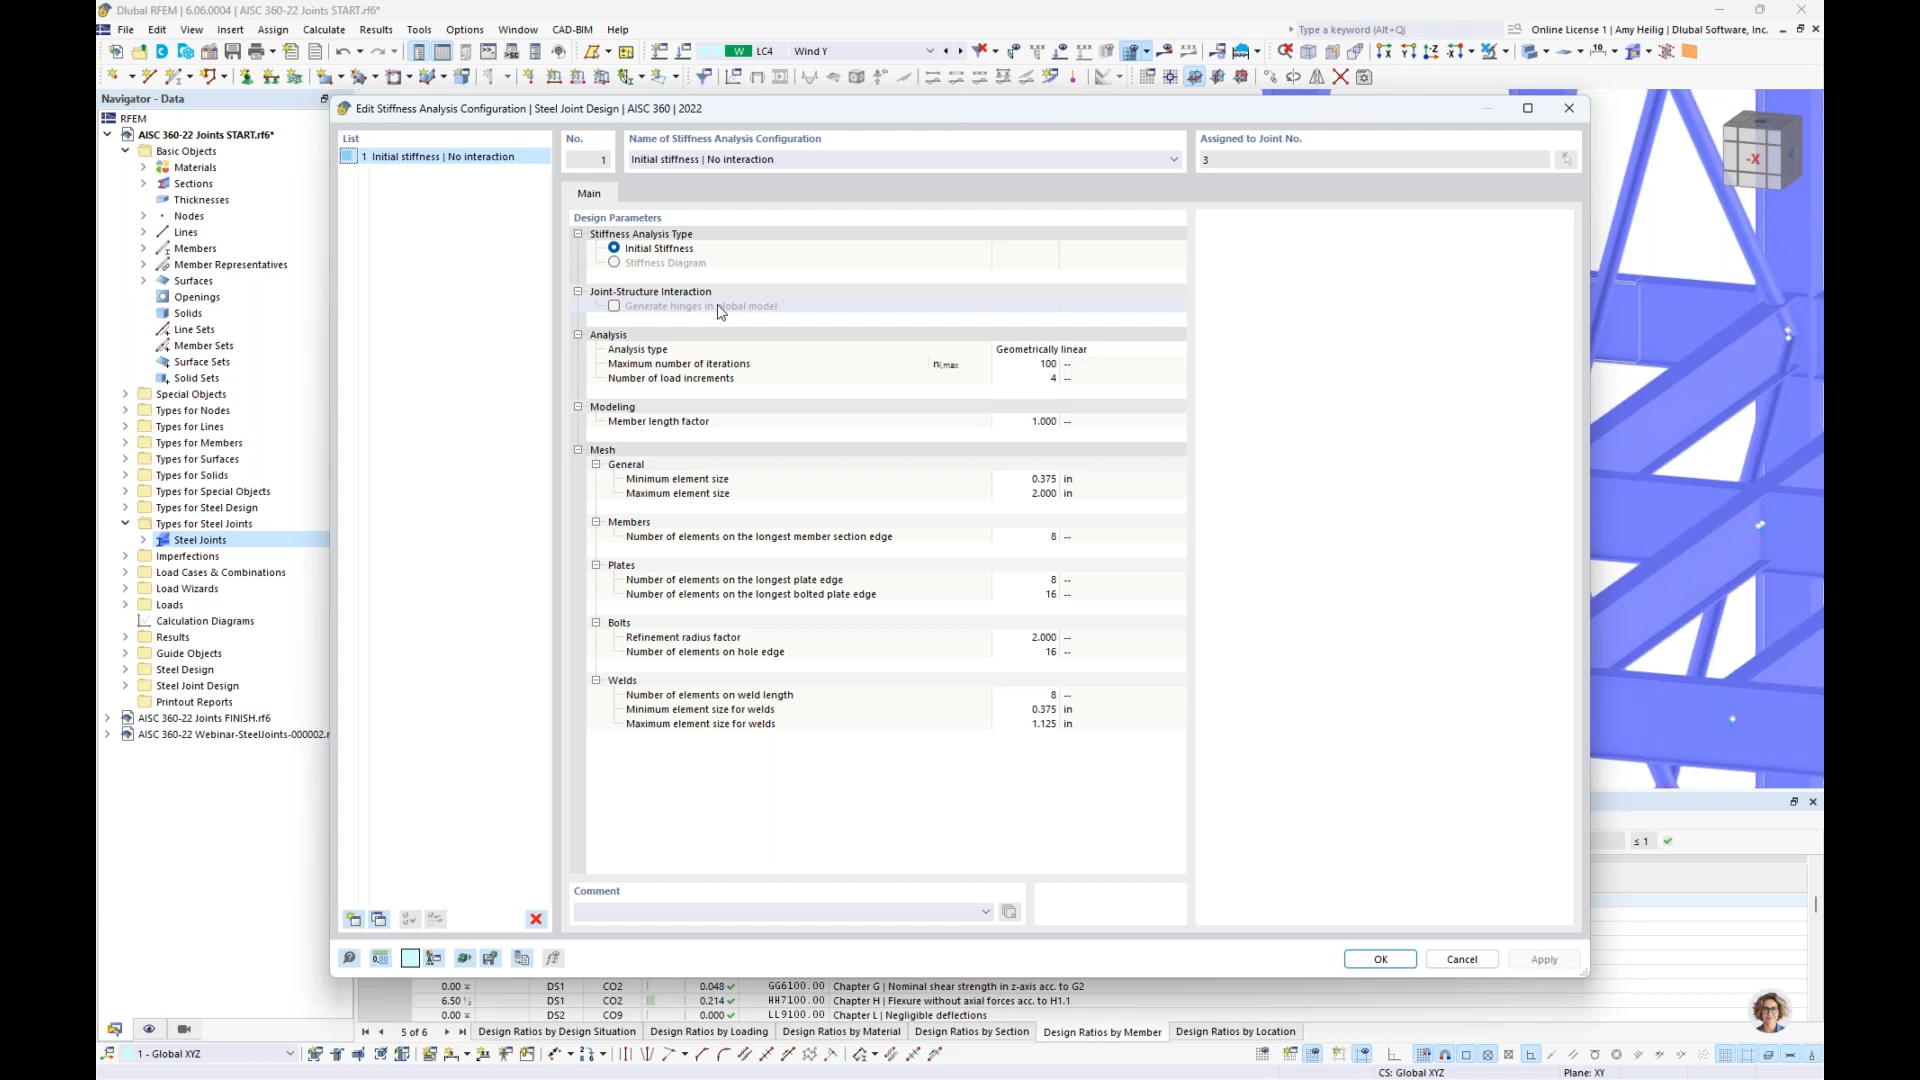 Dlubal RFEM | 6.06.0004 | AISC 360-22 Joints START.rf6*
File Edit View Insert Assign Calculate Results Tools Options Window CAD-BIM Help
Type a keyword (Alt+Q)
Online License 1 | Amy Heilig | Dlubal Software, Inc.
W LC4 Wind Y
Navigator - Data
RFEM
AISC 360-22 Joints START.rf6*
Basic Objects
Materials
Sections
Thicknesses
Nodes
Lines
Members
Member Representatives
Surfaces
Openings
Solids
Line Sets
Member Sets
Surface Sets
Solid Sets
Special Objects
Types for Nodes
Types for Lines
Types for Members
Types for Surfaces
Types for Solids
Types for Special Objects
Types for Steel Design
Types for Steel Joints
Steel Joints
Imperfections
Load Cases & Combinations
Load Wizards
Loads
Calculation Diagrams
Results
Guide Objects
Steel Design
Steel Joint Design
Printout Reports
AISC 360-22 Joints FINISH.rf6
AISC 360-22 Webinar-SteelJoints-000002.r
Edit Stiffness Analysis Configuration | Steel Joint Design | AISC 360 | 2022
List
1 Initial stiffness | No interaction
No.
1
Name of Stiffness Analysis Configuration
Initial stiffness | No interaction
Assigned to Joint No.
3
Main
Design Parameters
Stiffness Analysis Type
Initial Stiffness
Stiffness Diagram
Joint-Structure Interaction
Generate hinges in global model
Analysis
Analysis type Geometrically linear
Maximum number of iterations ni,max 100 --
Number of load increments 4 --
Modeling
Member length factor 1.000 --
Mesh
General
Minimum element size 0.375 in
Maximum element size 2.000 in
Members
Number of elements on the longest member section edge 8 --
Plates
Number of elements on the longest plate edge 8 --
Number of elements on the longest bolted plate edge 16 --
Bolts
Refinement radius factor 2.000 --
Number of elements on hole edge 16 --
Welds
Number of elements on weld length 8 --
Minimum element size for welds 0.375 in
Maximum element size for welds 1.125 in
Comment
OK Cancel Apply
-X
≤ 1
0.00 DS1 CO2 0.048 GG6100.00 Chapter G | Nominal shear strength in z-axis acc. to G2
6.50 DS1 CO2 0.214 HH7100.00 Chapter H | Flexure without axial forces acc. to H1.1
0.00 DS2 CO9 0.000 LL9100.00 Chapter L | Negligible deflections
5 of 6 Design Ratios by Design Situation Design Ratios by Loading Design Ratios by Material Design Ratios by Section Design Ratios by Member Design Ratios by Location
1 - Global XYZ
CS: Global XYZ Plane: XY